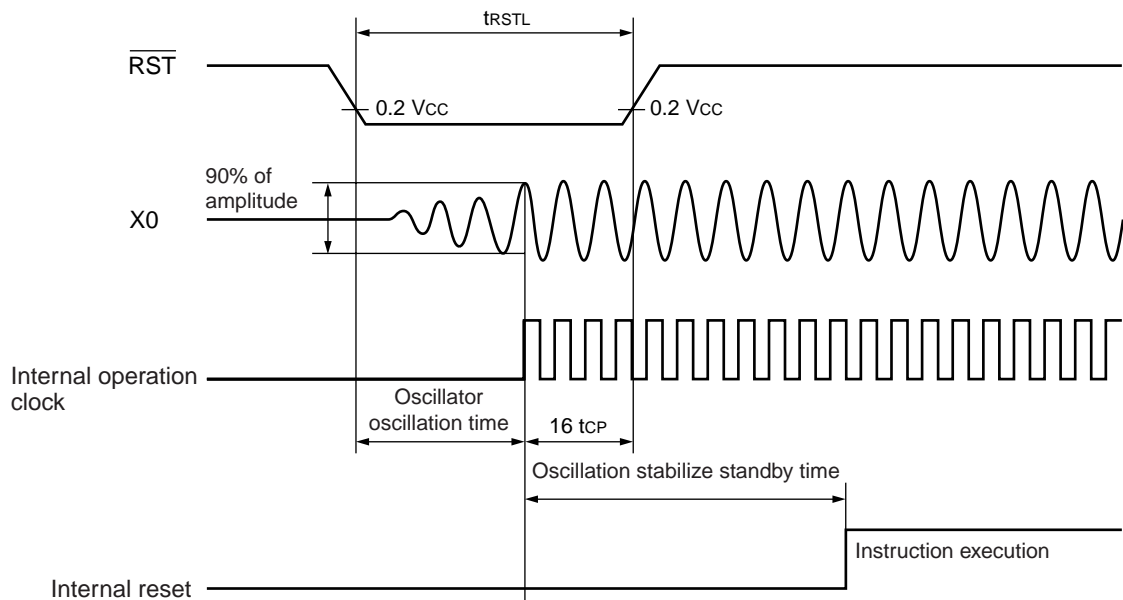 tRSTL
RST
0.2 VCC
0.2 VCC
90% of
amplitude
X0
Internal operation
clock
Oscillator
oscillation time
16 tCP
Oscillation stabilize standby time
Instruction execution
Internal reset